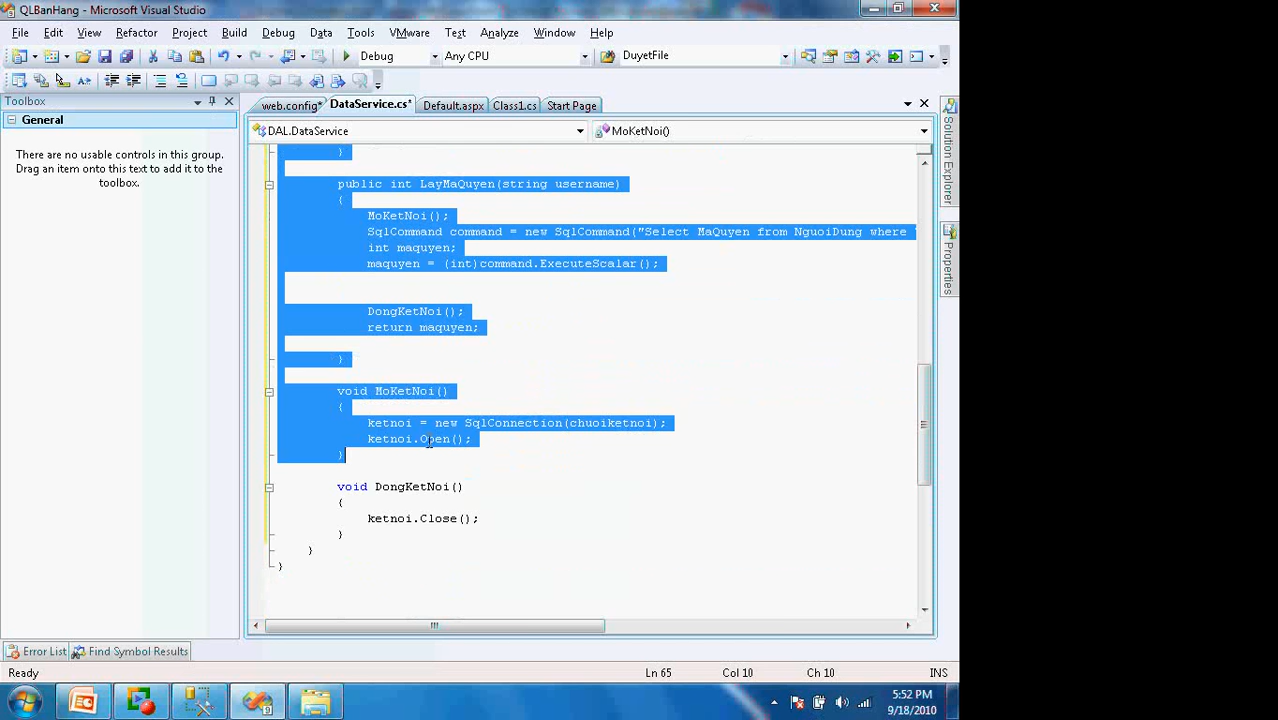 QLBanHang - Microsoft Visual Studio
File Edit View Refactor Project Build Debug Data Tools VMware Test Analyze Window Help
Debug Any CPU DuyetFile
Toolbox
General
There are no usable controls in this group.
Drag an item onto this text to add it to the
toolbox.
web.config* DataService.cs* Default.aspx Class1.cs Start Page
DAL.DataService MoKetNoi()
}
public int LayMaQuyen(string username)
{
MoKetNoi();
SqlCommand command = new SqlCommand("Select MaQuyen from NguoiDung where
int maquyen;
maquyen = (int)command.ExecuteScalar();
DongKetNoi();
return maquyen;
}
void MoKetNoi()
{
ketnoi = new SqlConnection(chuoiketnoi);
ketnoi.Open();
}
void DongKetNoi()
{
ketnoi.Close();
}
}
}
Solution Explorer
Properties
Error List Find Symbol Results
Ready Ln 65 Col 10 Ch 10 INS
5:52 PM
9/18/2010